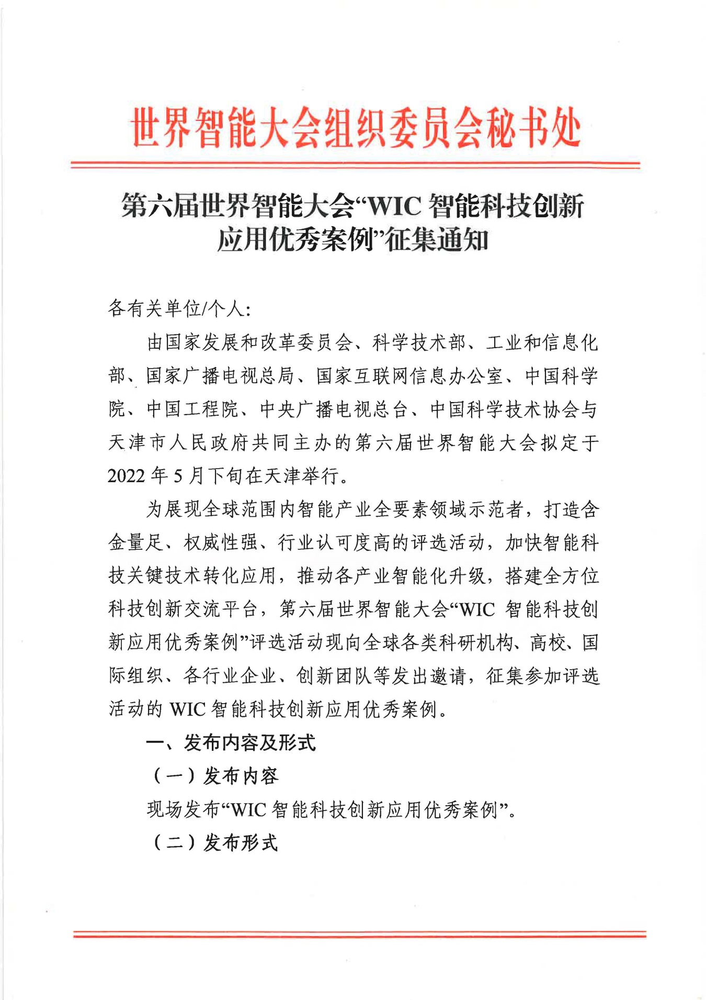 世界智能大会组织委员会秘书处
第六届世界智能大会“WIC 智能科技创新
应用优秀案例”征集通知
各有关单位/个人:
由国家发展和改革委员会、科学技术部、工业和信息化
部、国家广播电视总局、国家互联网信息办公室、中国科学
院、中国工程院、中央广播电视总台、中国科学技术协会与
天津市人民政府共同主办的第六届世界智能大会拟定于
2022 年 5 月下旬在天津举行。
为展现全球范围内智能产业全要素领域示范者，打造含
金量足、权威性强、行业认可度高的评选活动，加快智能科
技关键技术转化应用，推动各产业智能化升级，搭建全方位
科技创新交流平台，第六届世界智能大会“WIC 智能科技创
新应用优秀案例”评选活动现向全球各类科研机构、高校、国
际组织、各行业企业、创新团队等发出邀请，征集参加评选
活动的 WIC 智能科技创新应用优秀案例。
一、发布内容及形式
（一）发布内容
现场发布“WIC 智能科技创新应用优秀案例”。
（二）发布形式